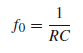 f0 = 1/RC